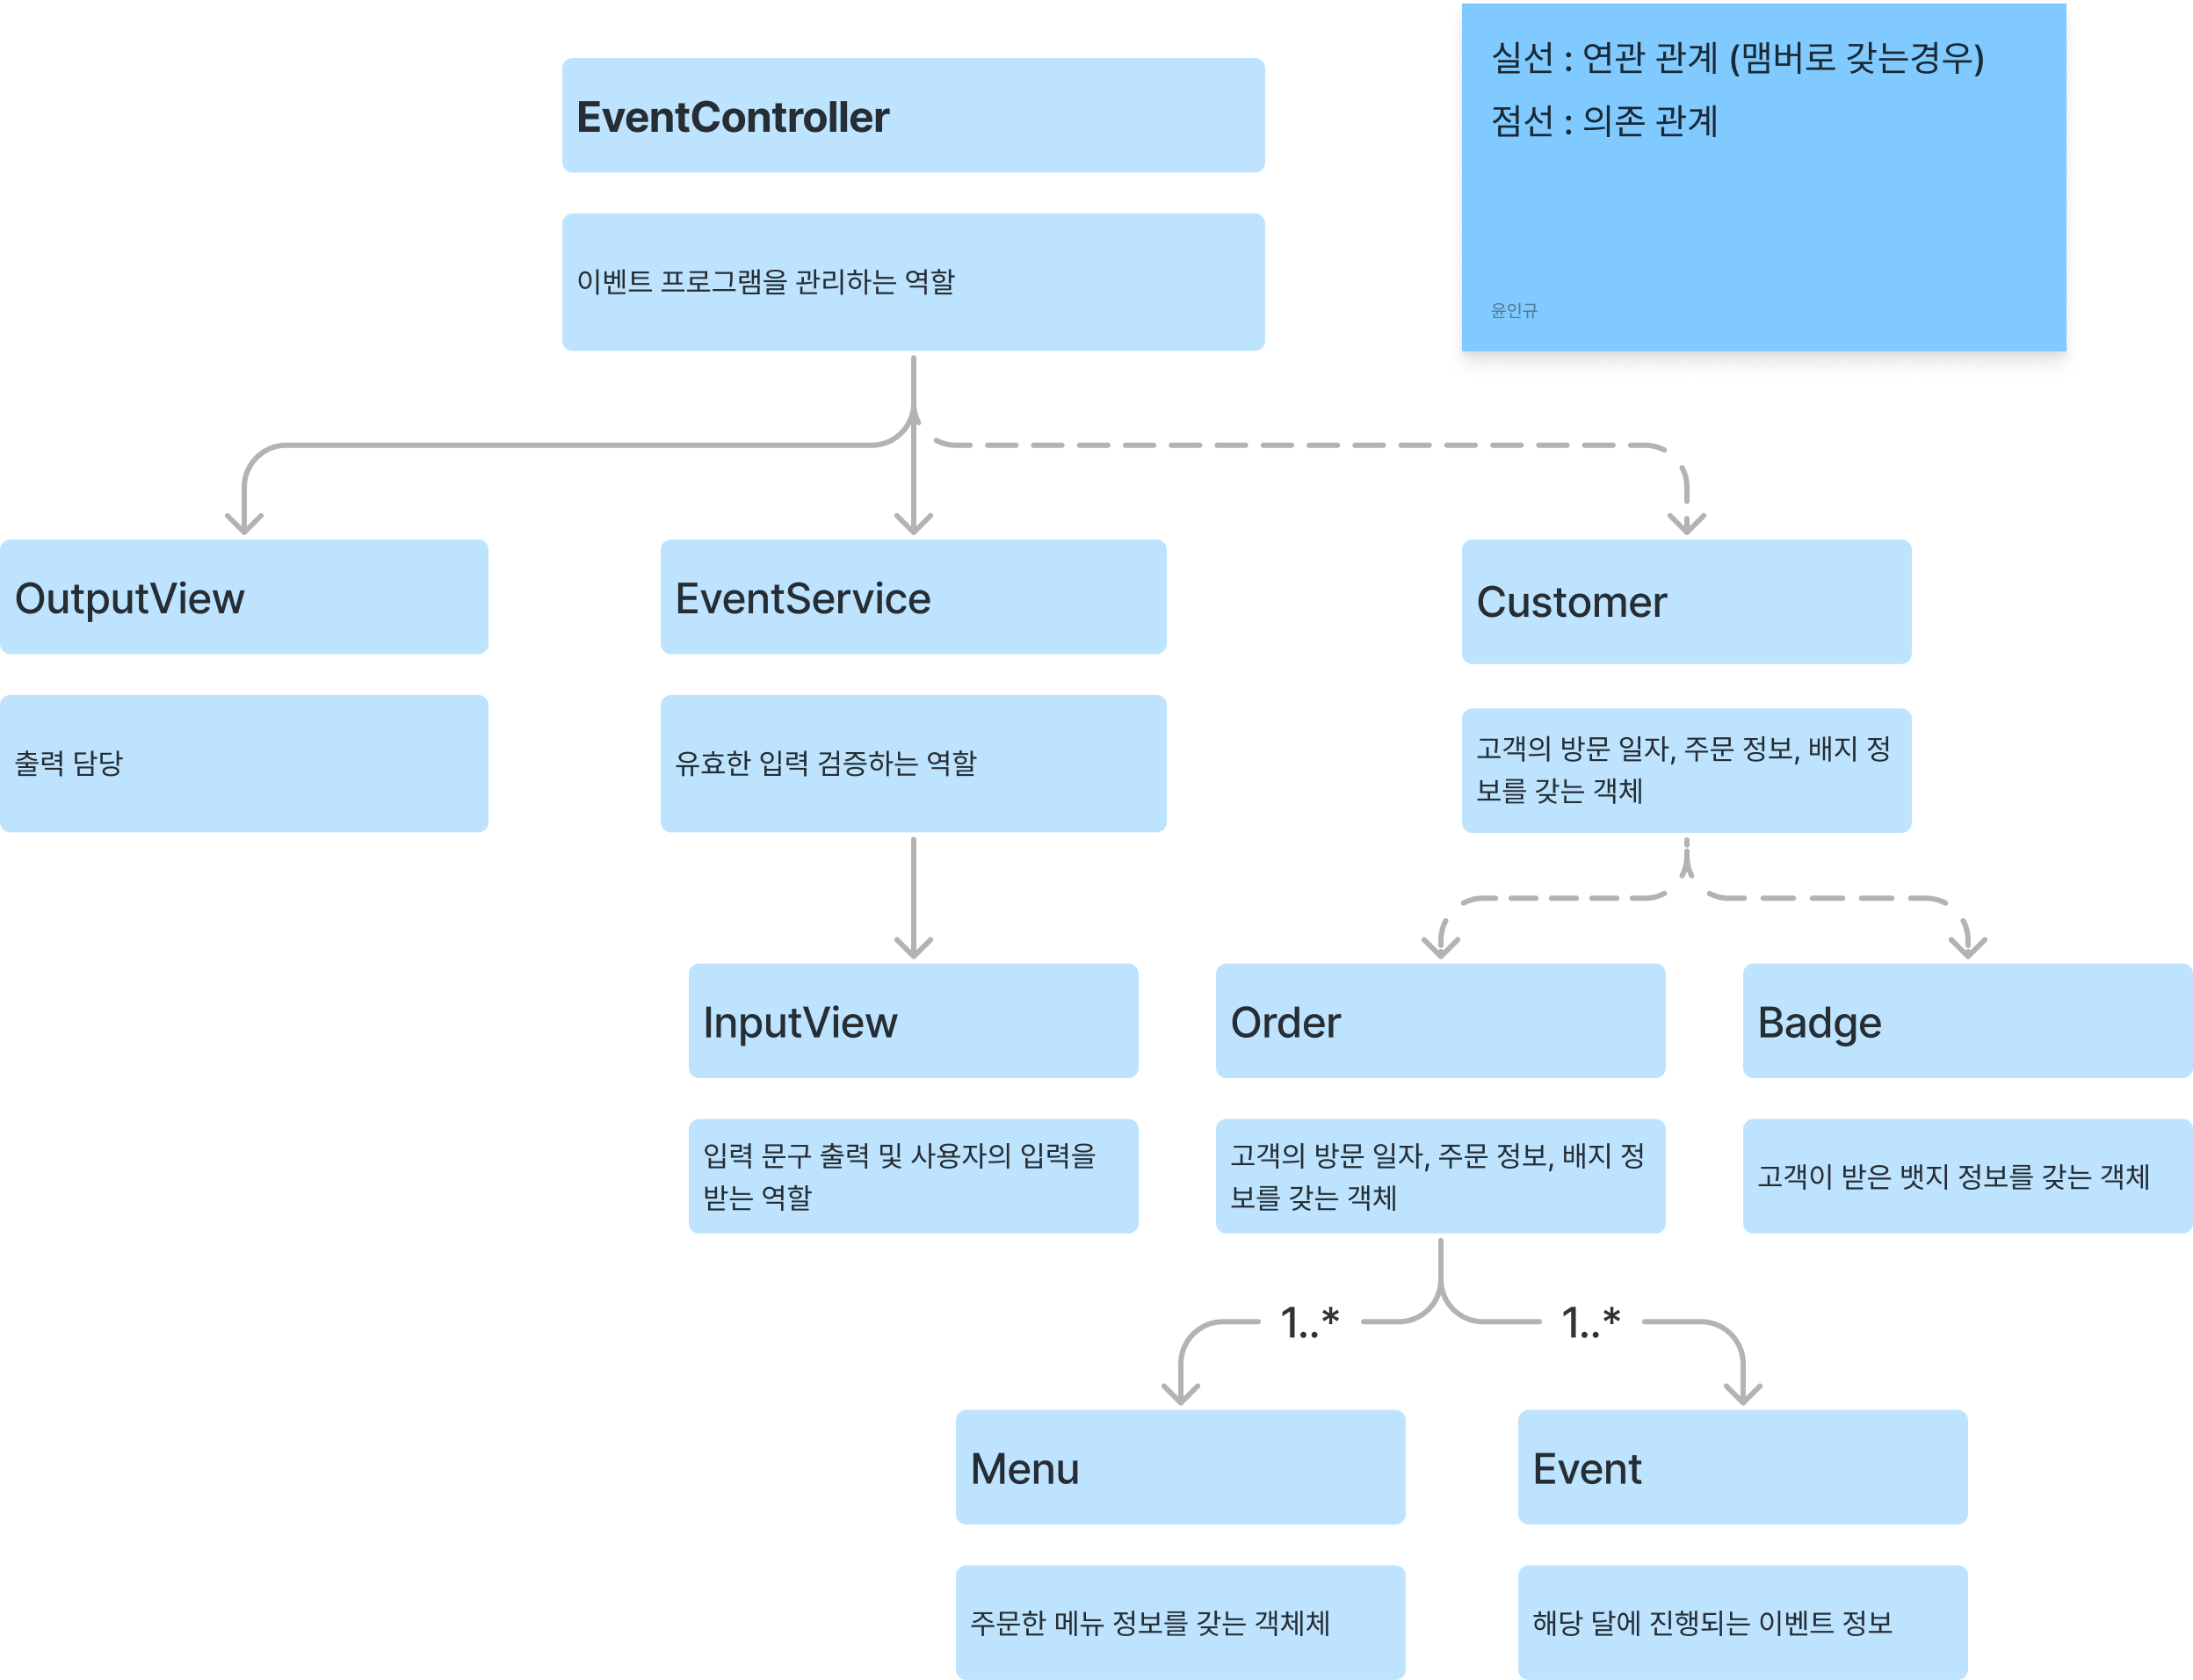 실선 : 연관 관계 (맴버로 갖는경우)
점선 : 의존 관계
윤인규
EventController
이벤트 프로그램을 관리하는 역할
OutputView
출력 담당
EventService
유효한 입력 검증하는 역할
Customer
고객의 방문 일자, 주문 정보, 배지 정
보를 갖는 객체
InputView
입력 문구 출력 및 사용자의 입력을
받는 역할
Order
고객의 방문 일자, 주문 정보, 배지 정
보를 갖는 객체
Badge
고객이 받은 뱃지 정보를 갖는 객체
1..*
1..*
Menu
주문한 메뉴 정보를 갖는 객체체
Event
해당 달에 진행되는 이벤트 정보